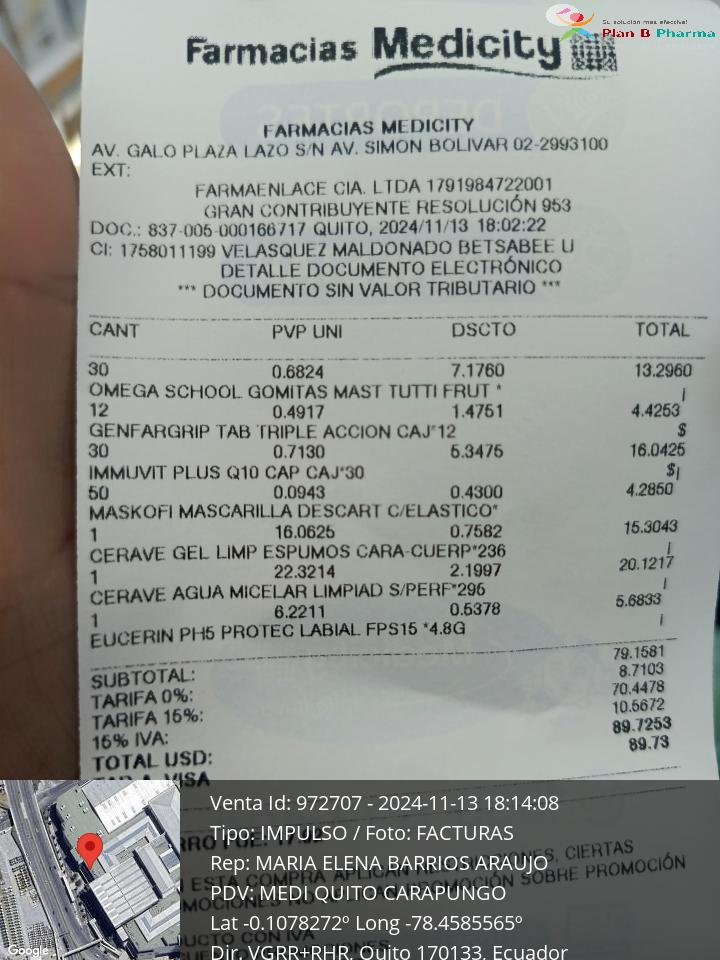 Su solución más efectiva!
Plan B Pharma
Farmacias Medicity
FARMACIAS MEDICITY
AV. GALO PLAZA LAZO S/N AV. SIMON BOLIVAR 02-2993100
EXT:
FARMAENLACE CIA. LTDA 1791984722001
GRAN CONTRIBUYENTE RESOLUCIÓN 953
DOC.: 837-005-000166717 QUITO, 2024/11/13 18:02:22
CI: 1758011199 VELASQUEZ MALDONADO BETSABEE U
DETALLE DOCUMENTO ELECTRÓNICO
*** DOCUMENTO SIN VALOR TRIBUTARIO ***
CANT PVP UNI DSCTO TOTAL
30 0.6824 7.1760 13.2960
OMEGA SCHOOL GOMITAS MAST TUTTI FRUT * |
12 0.4917 1.4751 4.4253
GENFARGRIP TAB TRIPLE ACCION CAJ*12 $
30 0.7130 5.3475 16.0425
IMMUVIT PLUS Q10 CAP CAJ*30 $|
50 0.0943 0.4300 4.2850
MASKOFI MASCARILLA DESCART C/ELASTICO*
1 16.0625 0.7582 15.3043
CERAVE GEL LIMP ESPUMOS CARA-CUERP*236 |
1 22.3214 2.1997 20.1217
CERAVE AGUA MICELAR LIMPIAD S/PERF*295 |
1 6.2211 0.5378 5.6833
EUCERIN PH5 PROTEC LABIAL FPS15 *4.8G |
SUBTOTAL: 79.1581
TARIFA 0%: 8.7103
TARIFA 15%: 70.4478
15% IVA: 10.5672
TOTAL USD: 89.7253
89.73
VISA
Venta Id: 972707 - 2024-11-13 18:14:08
Tipo: IMPULSO / Foto: FACTURAS
Rep: MARIA ELENA BARRIOS ARAUJO
PDV: MEDI QUITO CARAPUNGO
Lat -0.1078272º Long -78.4585565º
Dir. VGRR+RHR, Quito 170133, Ecuador
Google